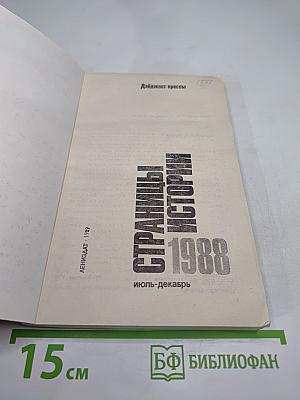 Дайджест прессы
СТРАНИЦЫ
ИСТОРИИ
1988
июль-декабрь
ЛЕНИЗДАТ · 1989
15 см
БФ БИБЛИОФАН